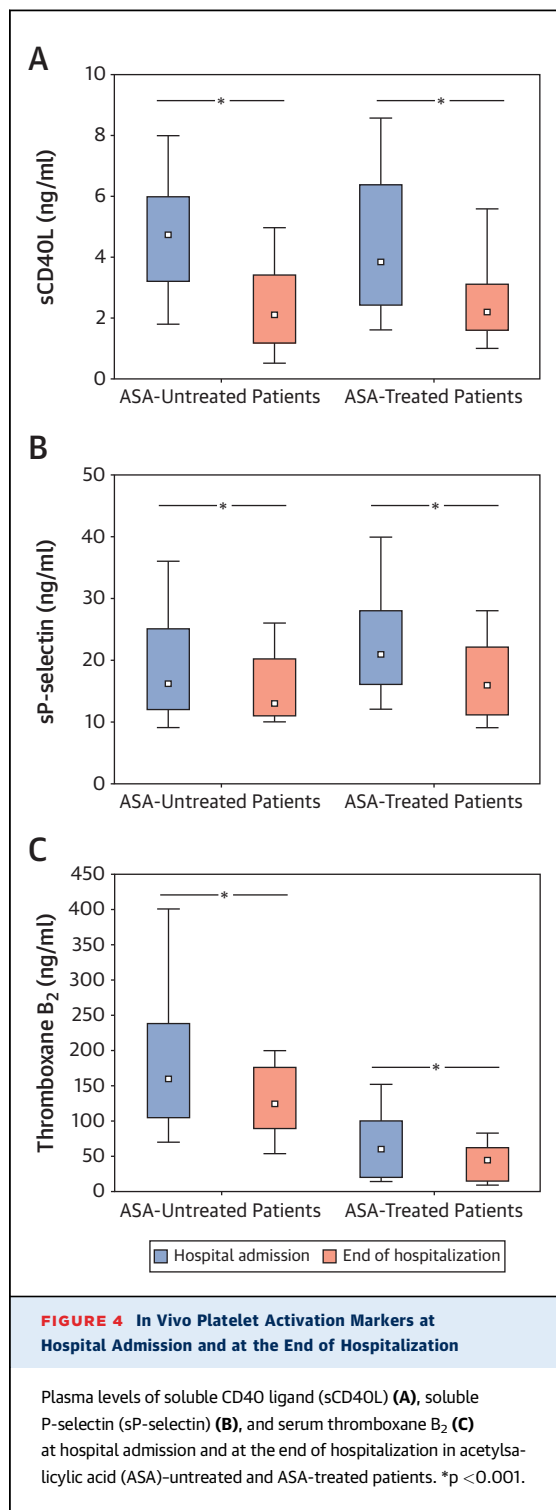 A
sCD40L (ng/ml)
10
8
6
4
2
0
*
*
ASA-Untreated Patients
ASA-Treated Patients
B
sP-selectin (ng/ml)
50
40
30
20
10
0
*
*
ASA-Untreated Patients
ASA-Treated Patients
C
Thromboxane B₂ (ng/ml)
450
400
350
300
250
200
150
100
50
0
*
*
ASA-Untreated Patients
ASA-Treated Patients
Hospital admission
End of hospitalization
FIGURE 4 In Vivo Platelet Activation Markers at
Hospital Admission and at the End of Hospitalization
Plasma levels of soluble CD40 ligand (sCD40L) (A), soluble
P-selectin (sP-selectin) (B), and serum thromboxane B₂ (C)
at hospital admission and at the end of hospitalization in acetylsa-
licylic acid (ASA)–untreated and ASA-treated patients. *p <0.001.